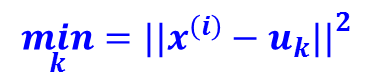 min = ||x^(i) − u_k||^2
k